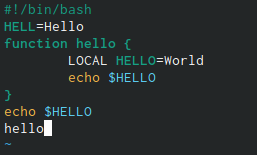 #!/bin/bash
HELL=Hello
function hello {
        LOCAL HELLO=World
        echo $HELLO
}
echo $HELLO
hello
~